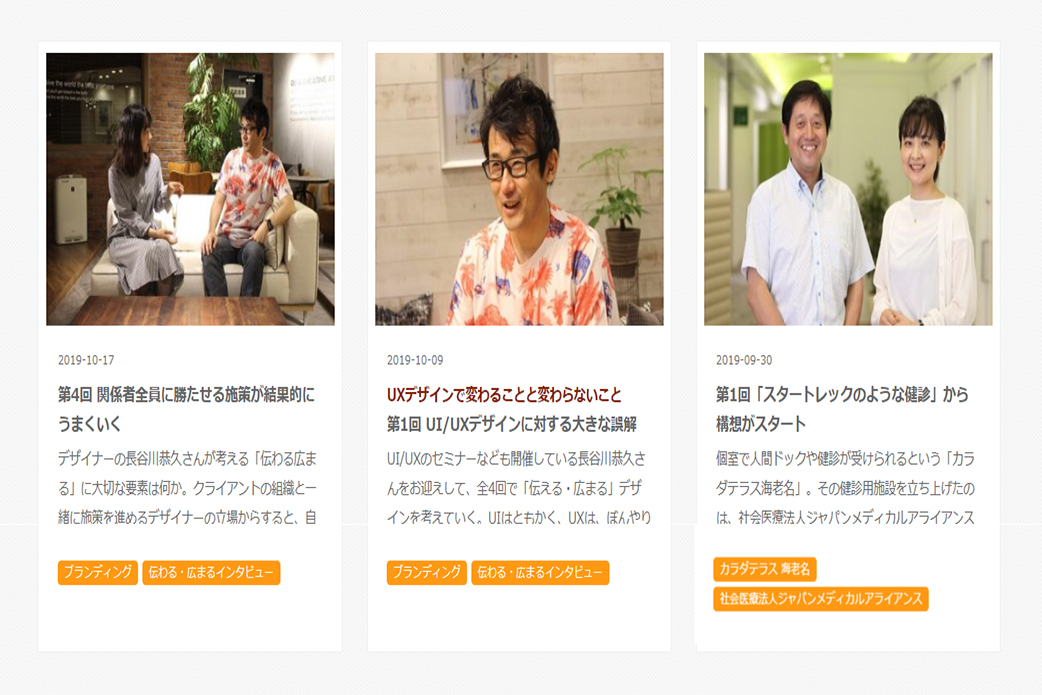 2019-10-17
第4回 関係者全員に勝たせる施策が結果的に
うまくいく
デザイナーの長谷川恭久さんが考える「伝わる広ま
る」に大切な要素は何か。クライアントの組織と一
緒に施策を進めるデザイナーの立場からすると、自
ブランディング
伝わる・広まるインタビュー
2019-10-09
UXデザインで変わることと変わらないこと
第1回 UI/UXデザインに対する大きな誤解
UI/UXのセミナーなども開催している長谷川恭久さ
んをお迎えして、全4回で「伝える・広まる」デザ
インを考えていく。UIはともかく、UXは、ぼんやり
ブランディング
伝わる・広まるインタビュー
2019-09-30
第1回「スタートレックのような健診」から
構想がスタート
個室で人間ドックや健診が受けられるという「カラ
ダテラス海老名」。その健診用施設を立ち上げたの
は、社会医療法人ジャパンメディカルアライアンス
カラダテラス 海老名
社会医療法人ジャパンメディカルアライアンス